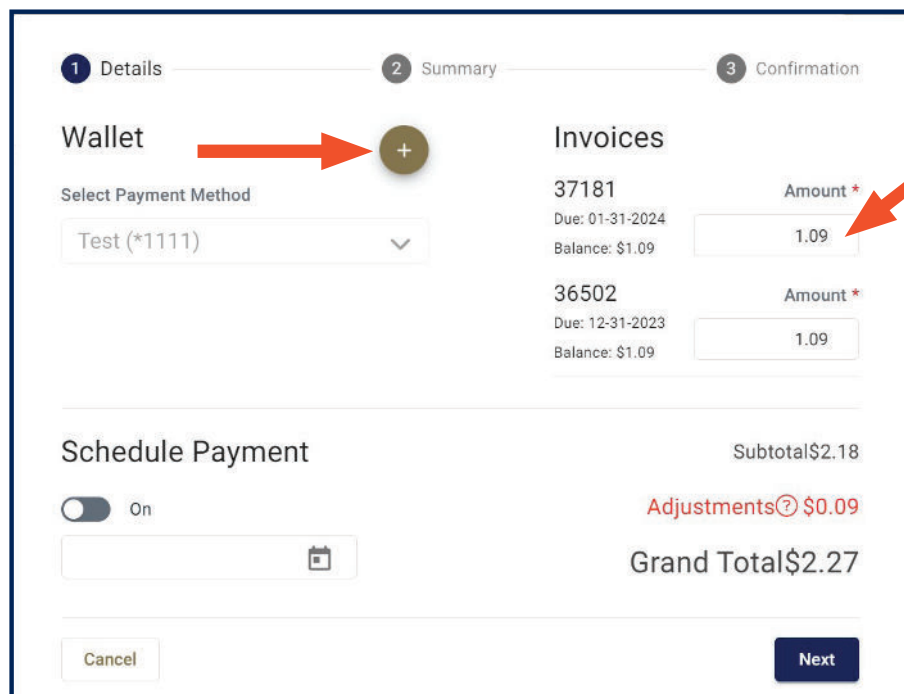 1 Details 2 Summary 3 Confirmation
Wallet
+
Select Payment Method
Test (*1111)
Invoices
37181 Amount *
Due: 01-31-2024
Balance: $1.09
1.09
36502 Amount *
Due: 12-31-2023
Balance: $1.09
1.09
Schedule Payment
On
Subtotal$2.18
Adjustments?$0.09
Grand Total$2.27
Cancel
Next